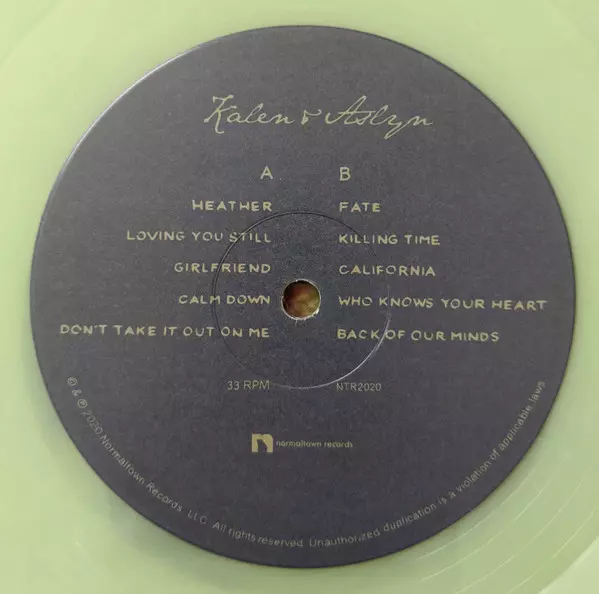 Kalen & Aslyn
A B
HEATHER FATE
LOVING YOU STILL KILLING TIME
GIRLFRIEND CALIFORNIA
CALM DOWN WHO KNOWS YOUR HEART
DON'T TAKE IT OUT ON ME BACK OF OUR MINDS
33 RPM NTR2020
normaltown records
© & ℗ 2020 Normaltown Records, LLC. All rights reserved. Unauthorized duplication is a violation of applicable laws